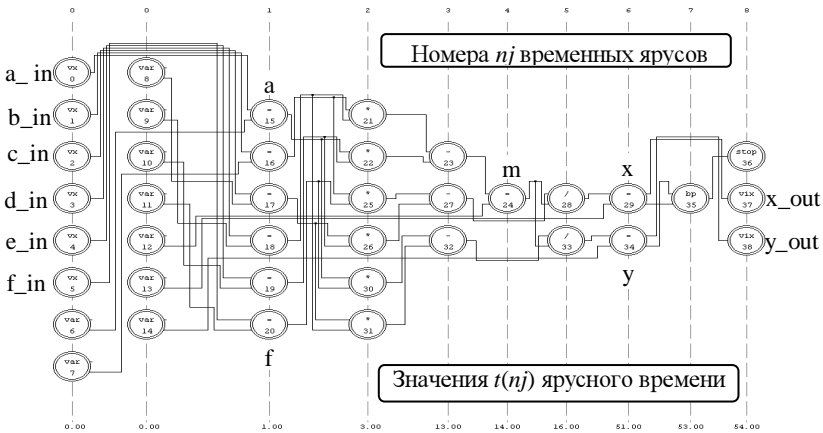 0 0 1 2 3 4 5 6 7 8
Номера nj временных ярусов
a_ in vx 0 var 8 a
b_in vx 1 var 9 = 15 * 21
c_in vx 2 var 10 = 16 * 22 - 23 m x stop 36
d_in vx 3 var 11 = 17 * 25 - 27 = 24 / 28 = 29 bp 35 vix 37 x_out
e_in vx 4 var 12 = 18 * 26 - 32 / 33 = 34 vix 38 y_out
f_in vx 5 var 13 = 19 * 30 y
var 6 var 14 = 20 * 31
var 7 f
Значения t(nj) ярусного времени
0.00 0.00 1.00 3.00 13.00 14.00 16.00 51.00 53.00 54.00